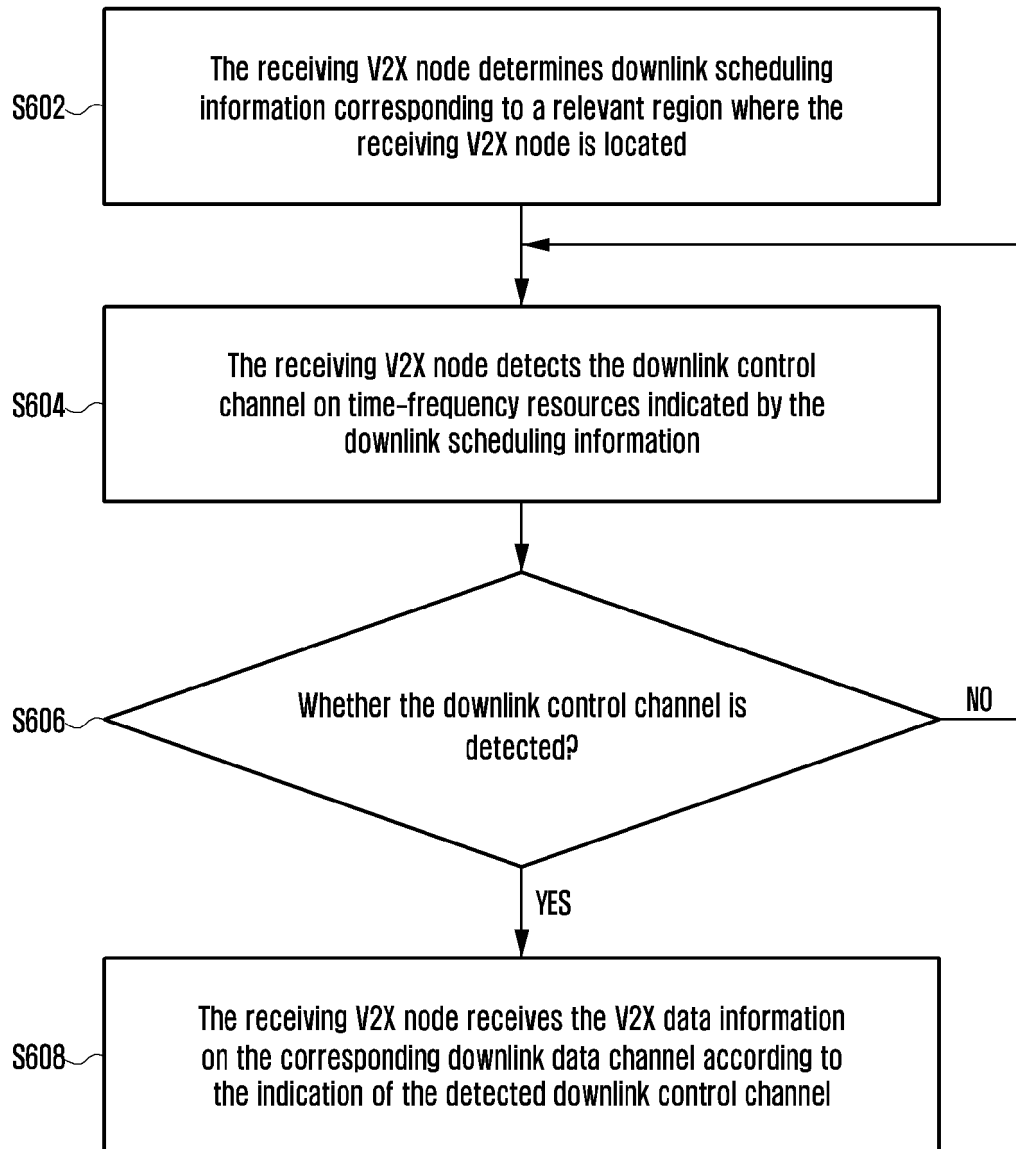 The receiving V2X node determines downlink scheduling
S602
information corresponding to a relevant region where the
receiving V2X node is located
The receiving V2X node detects the downlink control
S604
channel on time-frequency resources indicated by the
downlink scheduling information
Whether the downlink control channel is
NO
S606
detected?
YES
The receiving V2X node receives the V2X data information
S608
on the corresponding downlink data channel according to
the indication of the detected downlink control channel